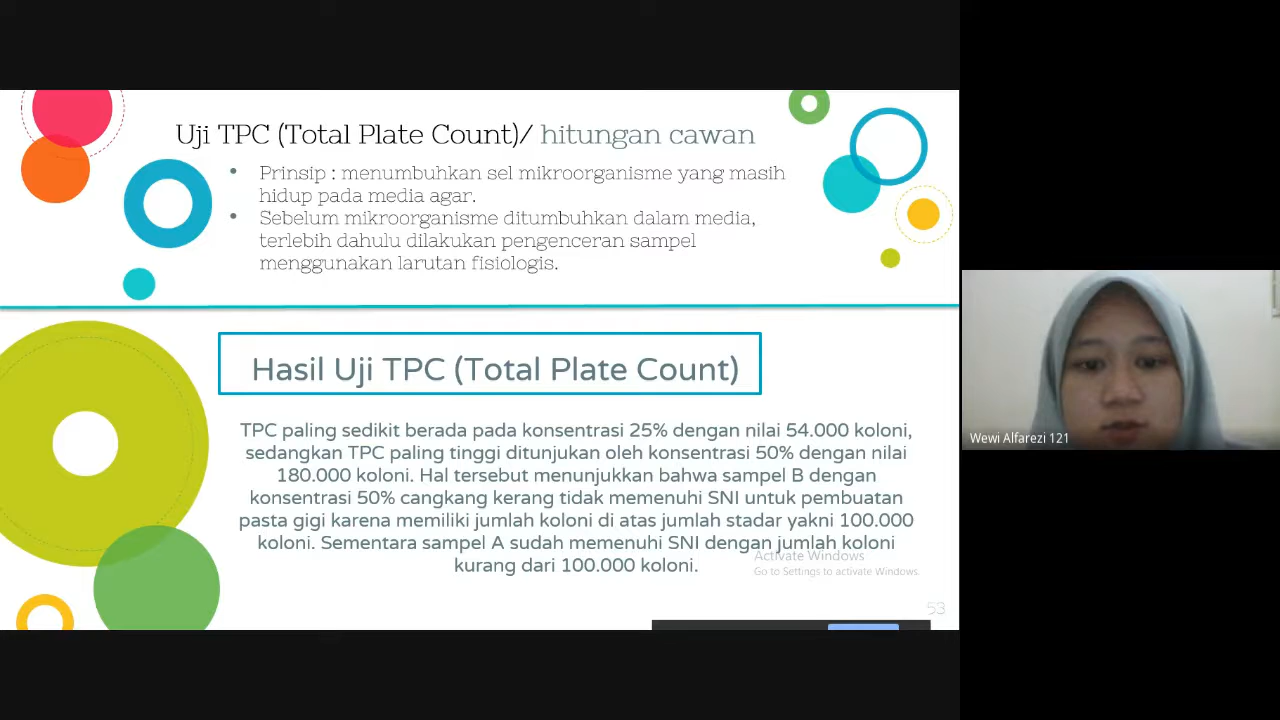 Uji TPC (Total Plate Count)/ hitungan cawan
• Prinsip : menumbuhkan sel mikroorganisme yang masih
hidup pada media agar.
• Sebelum mikroorganisme ditumbuhkan dalam media,
terlebih dahulu dilakukan pengenceran sampel
menggunakan larutan fisiologis.
Hasil Uji TPC (Total Plate Count)
TPC paling sedikit berada pada konsentrasi 25% dengan nilai 54.000 koloni,
sedangkan TPC paling tinggi ditunjukan oleh konsentrasi 50% dengan nilai
180.000 koloni. Hal tersebut menunjukkan bahwa sampel B dengan
konsentrasi 50% cangkang kerang tidak memenuhi SNI untuk pembuatan
pasta gigi karena memiliki jumlah koloni di atas jumlah stadar yakni 100.000
koloni. Sementara sampel A sudah memenuhi SNI dengan jumlah koloni
kurang dari 100.000 koloni.
Activate Windows
Go to Settings to activate Windows.
53
Wewi Alfarezi 121